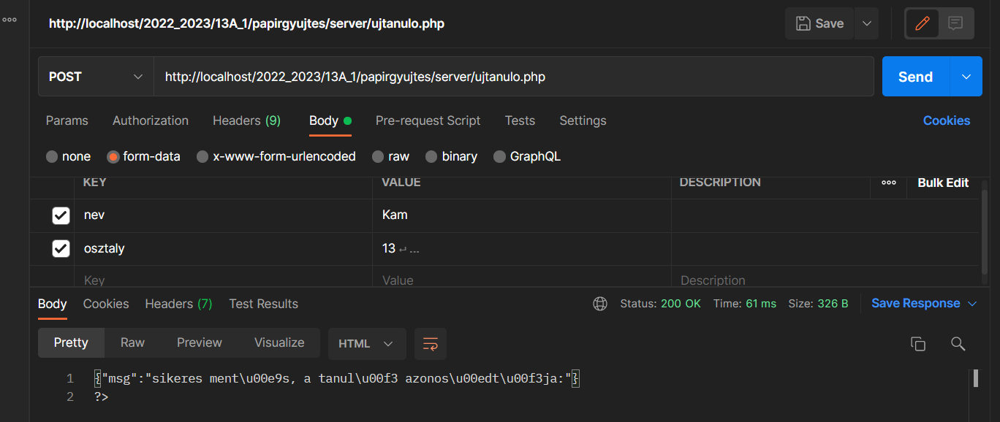 http://localhost/2022_2023/13A_1/papirgyujtes/server/ujtanulo.php Save
POST http://localhost/2022_2023/13A_1/papirgyujtes/server/ujtanulo.php Send
Params Authorization Headers (9) Body Pre-request Script Tests Settings Cookies
none form-data x-www-form-urlencoded raw binary GraphQL
KEY VALUE DESCRIPTION ooo Bulk Edit
nev Kam
osztaly 13 ↵ ...
Key Value Description
Body Cookies Headers (7) Test Results Status: 200 OK Time: 61 ms Size: 326 B Save Response
Pretty Raw Preview Visualize HTML
1 {"msg":"sikeres ment\u00e9s, a tanul\u00f3 azonos\u00edt\u00f3ja:"}
2 ?>